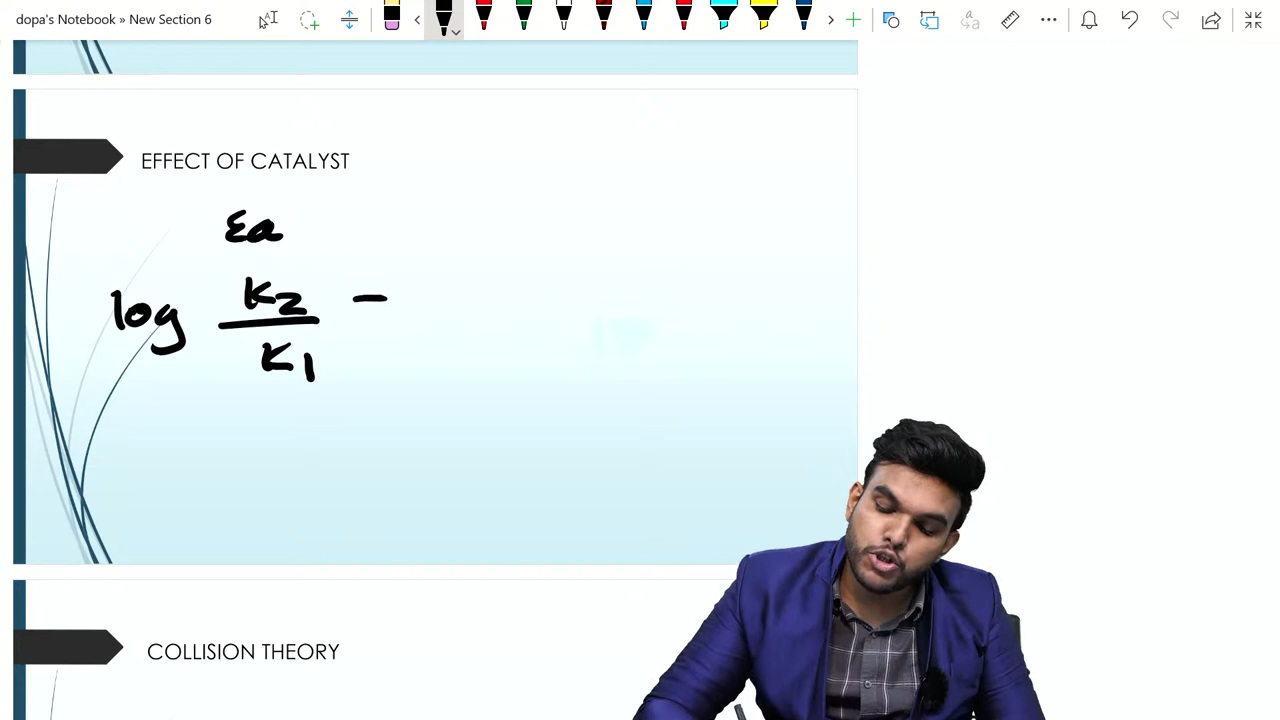 dopa's Notebook » New Section 6
EFFECT OF CATALYST
Ea
log K2 -
K1
COLLISION THEORY